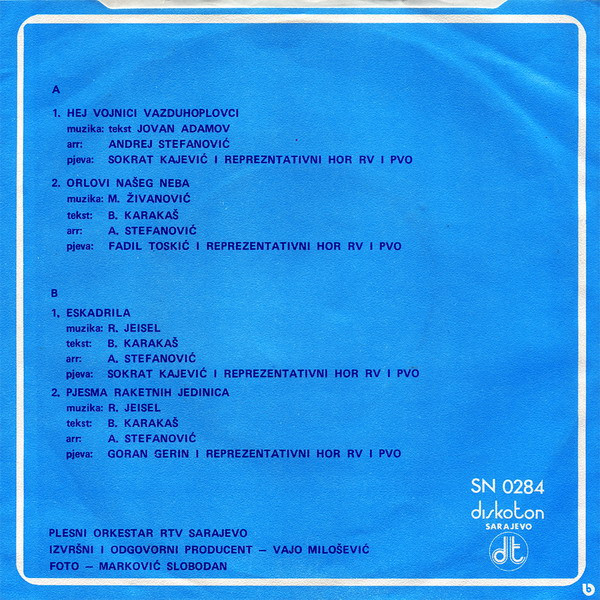 A
1. HEJ VOJNICI VAZDUHOPLOVCI
muzika: tekst JOVAN ADAMOV
arr: ANDREJ STEFANOVIĆ
pjeva: SOKRAT KAJEVIĆ I REPREZNTATIVNI HOR RV I PVO
2. ORLOVI NAŠEG NEBA
muzika: M. ŽIVANOVIĆ
tekst: B. KARAKAŠ
arr: A. STEFANOVIĆ
pjeva: FADIL TOSKIĆ I REPREZENTATIVNI HOR RV I PVO
B
1. ESKADRILA
muzika: R. JEISEL
tekst: B. KARAKAŠ
arr: A. STEFANOVIĆ
pjeva: SOKRAT KAJEVIĆ I REPREZENTATIVNI HOR RV I PVO
2. PJESMA RAKETNIH JEDINICA
muzika: R. JEISEL
tekst: B. KARAKAŠ
arr: A. STEFANOVIĆ
pjeva: GORAN GERIN I REPREZENTATIVNI HOR RV I PVO
SN 0284
diskoton
SARAJEVO
dt
PLESNI ORKESTAR RTV SARAJEVO
IZVRŠNI I ODGOVORNI PRODUCENT – VAJO MILOŠEVIĆ
FOTO – MARKOVIĆ SLOBODAN
b